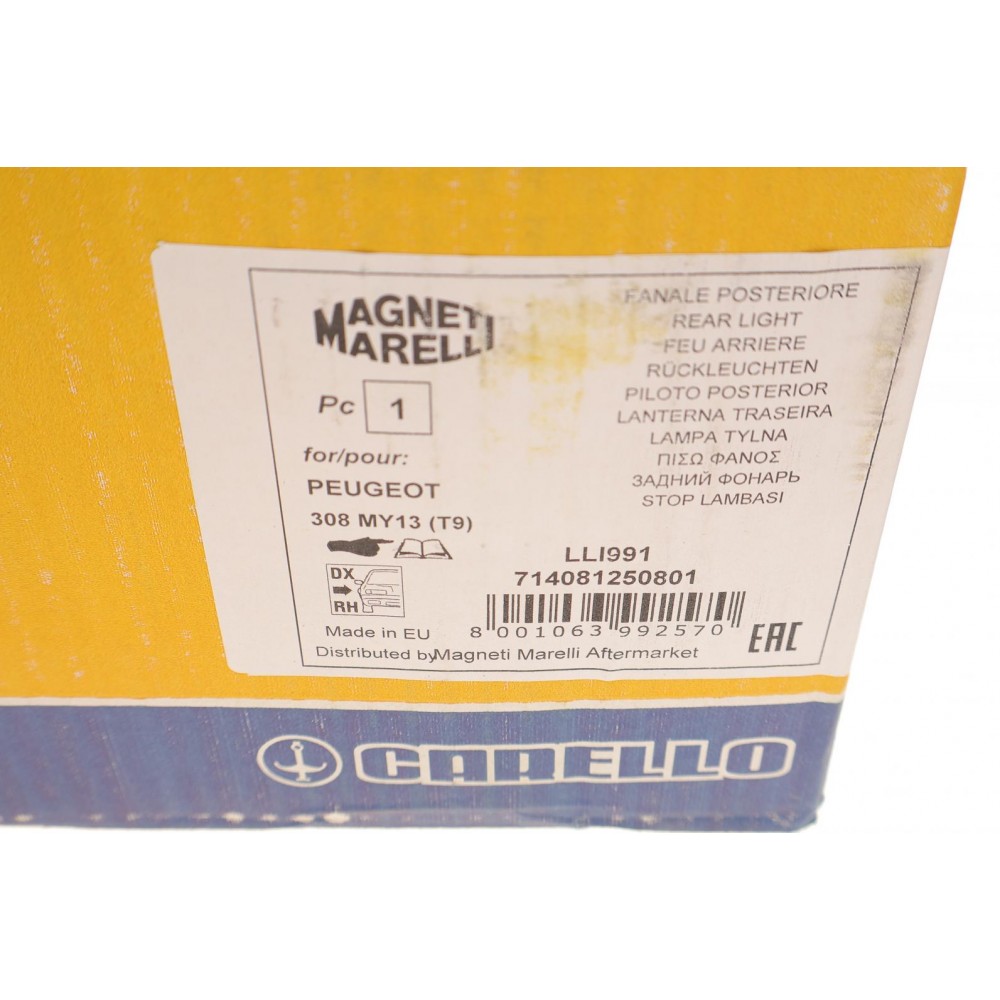 MAGNETI
MARELLI
Pc 1
for/pour:
PEUGEOT
308 MY13 (T9)
DX
RH
Made in EU
Distributed by Magneti Marelli Aftermarket
FANALE POSTERIORE
REAR LIGHT
FEU ARRIERE
RÜCKLEUCHTEN
PILOTO POSTERIOR
LANTERNA TRASEIRA
LAMPA TYLNA
ΠΙΣΩ ΦΑΝΟΣ
ЗАДНИЙ ФОНАРЬ
STOP LAMBASI
LLI991
714081250801
8 001063 992570
EAC
CARELLO